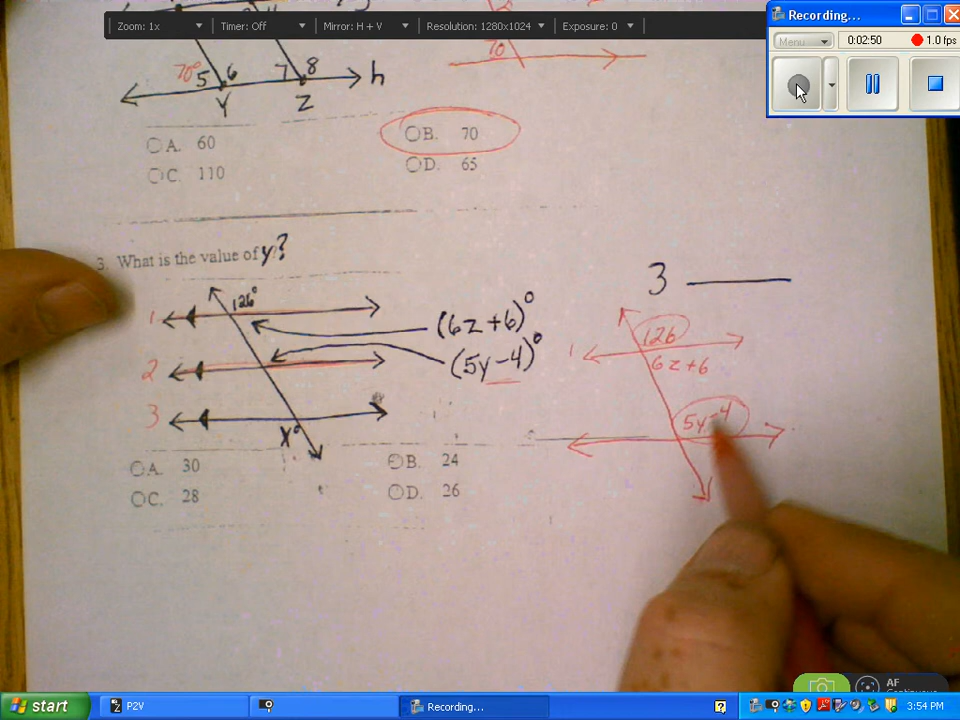 Zoom: 1x Timer: Off Mirror: H + V Resolution: 1280x1024 Exposure: 0
Recording...
Menu 0:02:50 1.0 fps
70° 5 6 7 8 h
Y Z
70
A. 60 B. 70
C. 110 D. 65
3. What is the value of y?
3
1 126°
(6z+6)°
2 (5y-4)°
3
x°
1 126
6z+6
5y-4
A. 30 B. 24
C. 28 D. 26
AF
Continuous
start P2V Recording... ? 3:54 PM